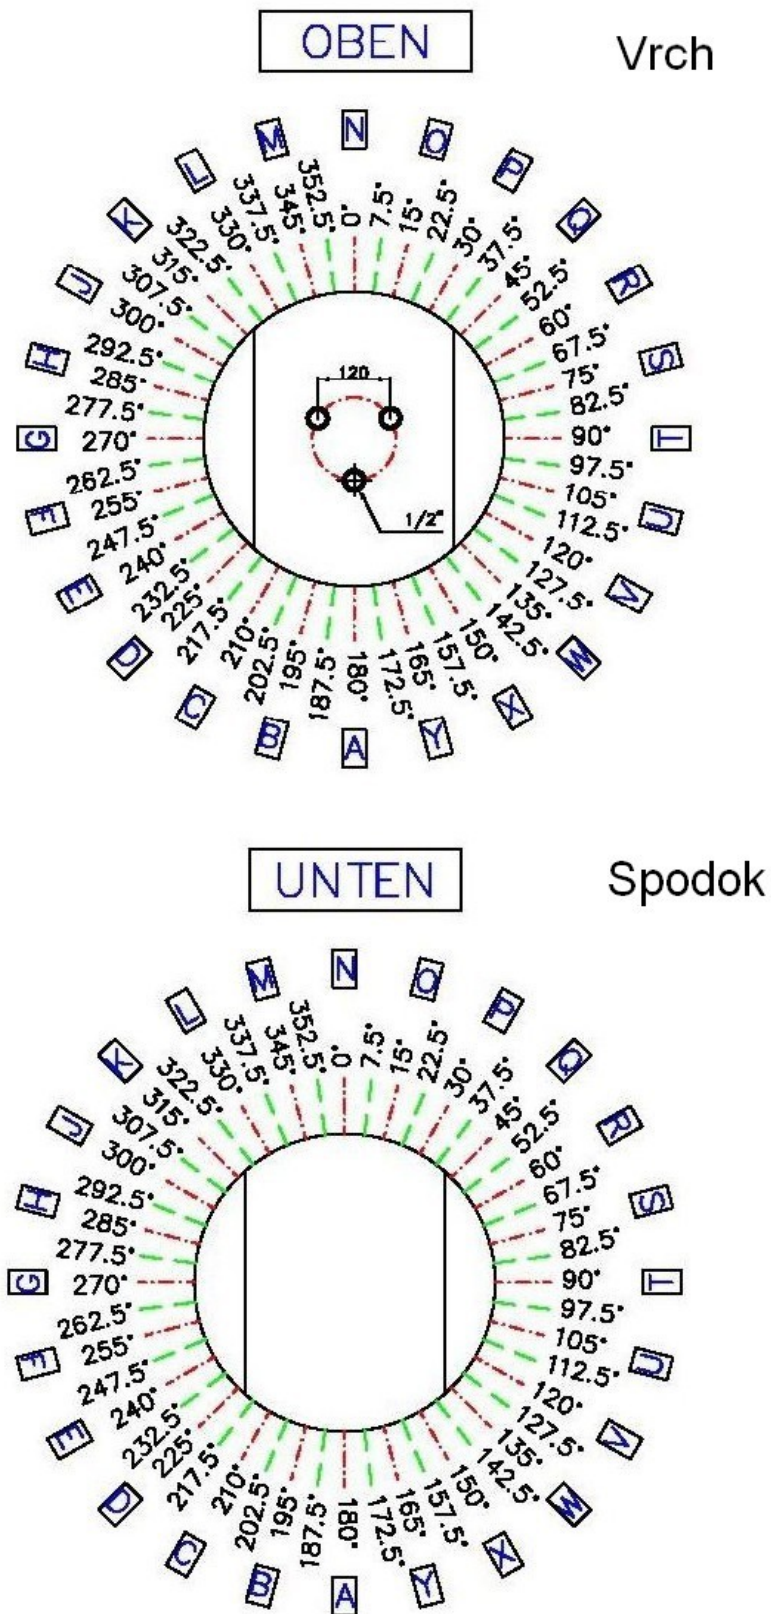 OBEN
Vrch
N
O
P
Q
R
S
T
U
V
W
X
Y
A
B
C
D
E
F
G
H
J
K
L
M
0°
7.5°
15°
22.5°
30°
37.5°
45°
52.5°
60°
67.5°
75°
82.5°
90°
97.5°
105°
112.5°
120°
127.5°
135°
142.5°
150°
157.5°
165°
172.5°
180°
187.5°
195°
202.5°
210°
217.5°
225°
232.5°
240°
247.5°
255°
262.5°
270°
277.5°
285°
292.5°
300°
307.5°
315°
322.5°
330°
337.5°
345°
352.5°
120
1/2"
UNTEN
Spodok
N
O
P
Q
R
S
T
U
V
W
X
Y
A
B
C
D
E
F
G
H
J
K
L
M
0°
7.5°
15°
22.5°
30°
37.5°
45°
52.5°
60°
67.5°
75°
82.5°
90°
97.5°
105°
112.5°
120°
127.5°
135°
142.5°
150°
157.5°
165°
172.5°
180°
187.5°
195°
202.5°
210°
217.5°
225°
232.5°
240°
247.5°
255°
262.5°
270°
277.5°
285°
292.5°
300°
307.5°
315°
322.5°
330°
337.5°
345°
352.5°